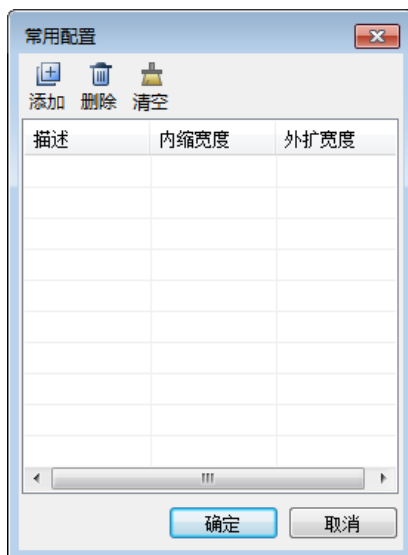 常用配置
添加 删除 清空
描述 内缩宽度 外扩宽度
确定 取消